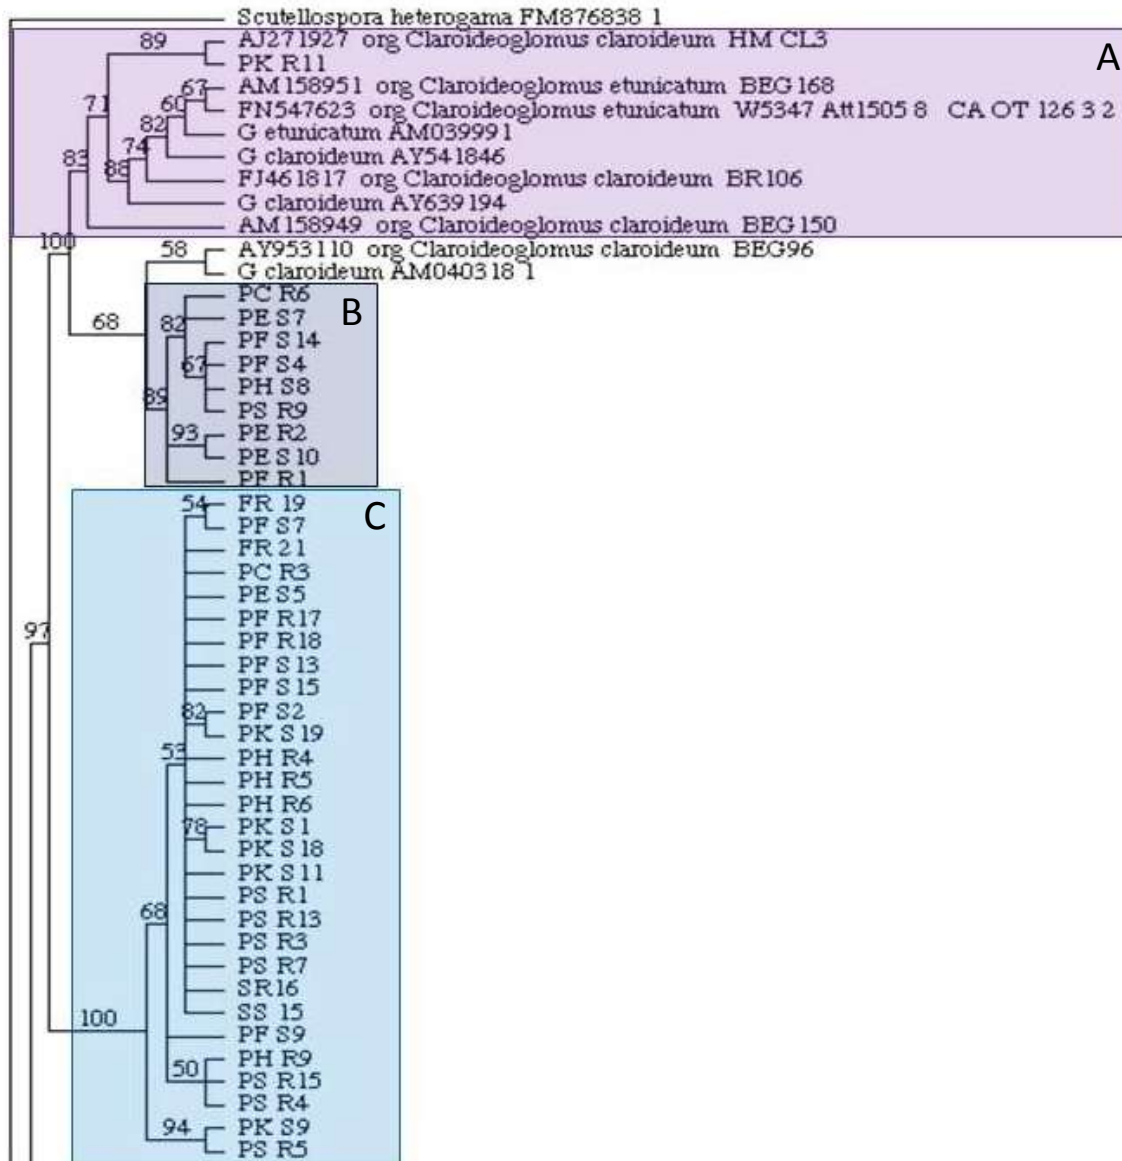 Scutellospora heterogama FM876838 1
89 AJ271927 org Claroideoglomus claroideum HM CL3
A
PK R11
67 AM158951 org Claroideoglomus etunicatum BEG168
71 60 FN547623 org Claroideoglomus etunicatum W5347 Att1505 8 CA OT 126 3 2
82 G etunicatum AM039991
83 74 G claroideum AY541846
88 FJ461817 org Claroideoglomus claroideum BR106
G claroideum AY639194
AM158949 org Claroideoglomus claroideum BEG150
100 58 AY953110 org Claroideoglomus claroideum BEG96
G claroideum AM040318 1
PC R6
B
68 82 PE S7
PF S14
67 PF S4
PH S8
89 PS R9
93 PE R2
PE S10
PF R1
54 FR 19
C
PF S7
FR 21
PC R3
PE S5
PF R17
97 PF R18
PF S13
PF S15
82 PF S2
PK S19
53 PH R4
PH R5
PH R6
78 PK S1
PK S18
PK S11
PS R1
68 PS R13
PS R3
PS R7
SR16
SS 15
100 PF S9
PH R9
50 PS R15
PS R4
94 PK S9
PS R5